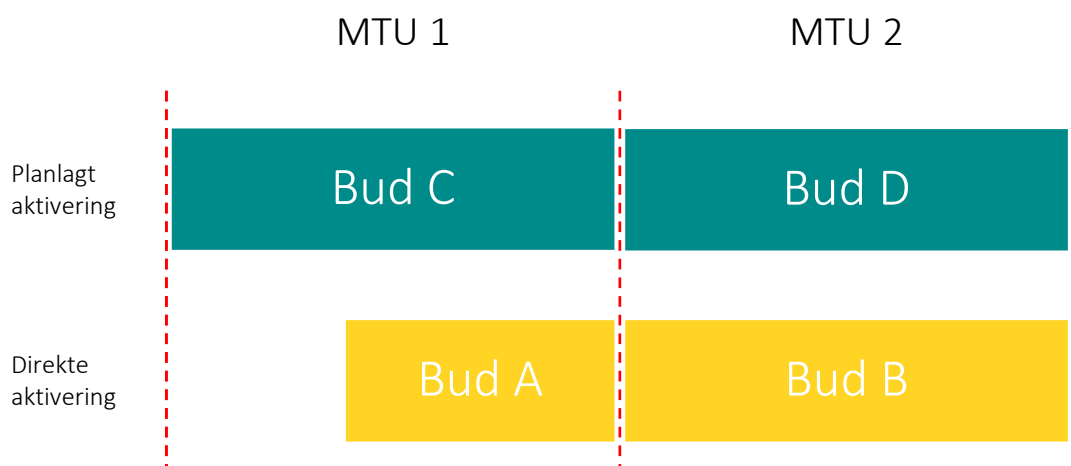 MTU 1
MTU 2
Planlagt
aktivering
Bud C
Bud D
Direkte
aktivering
Bud A
Bud B